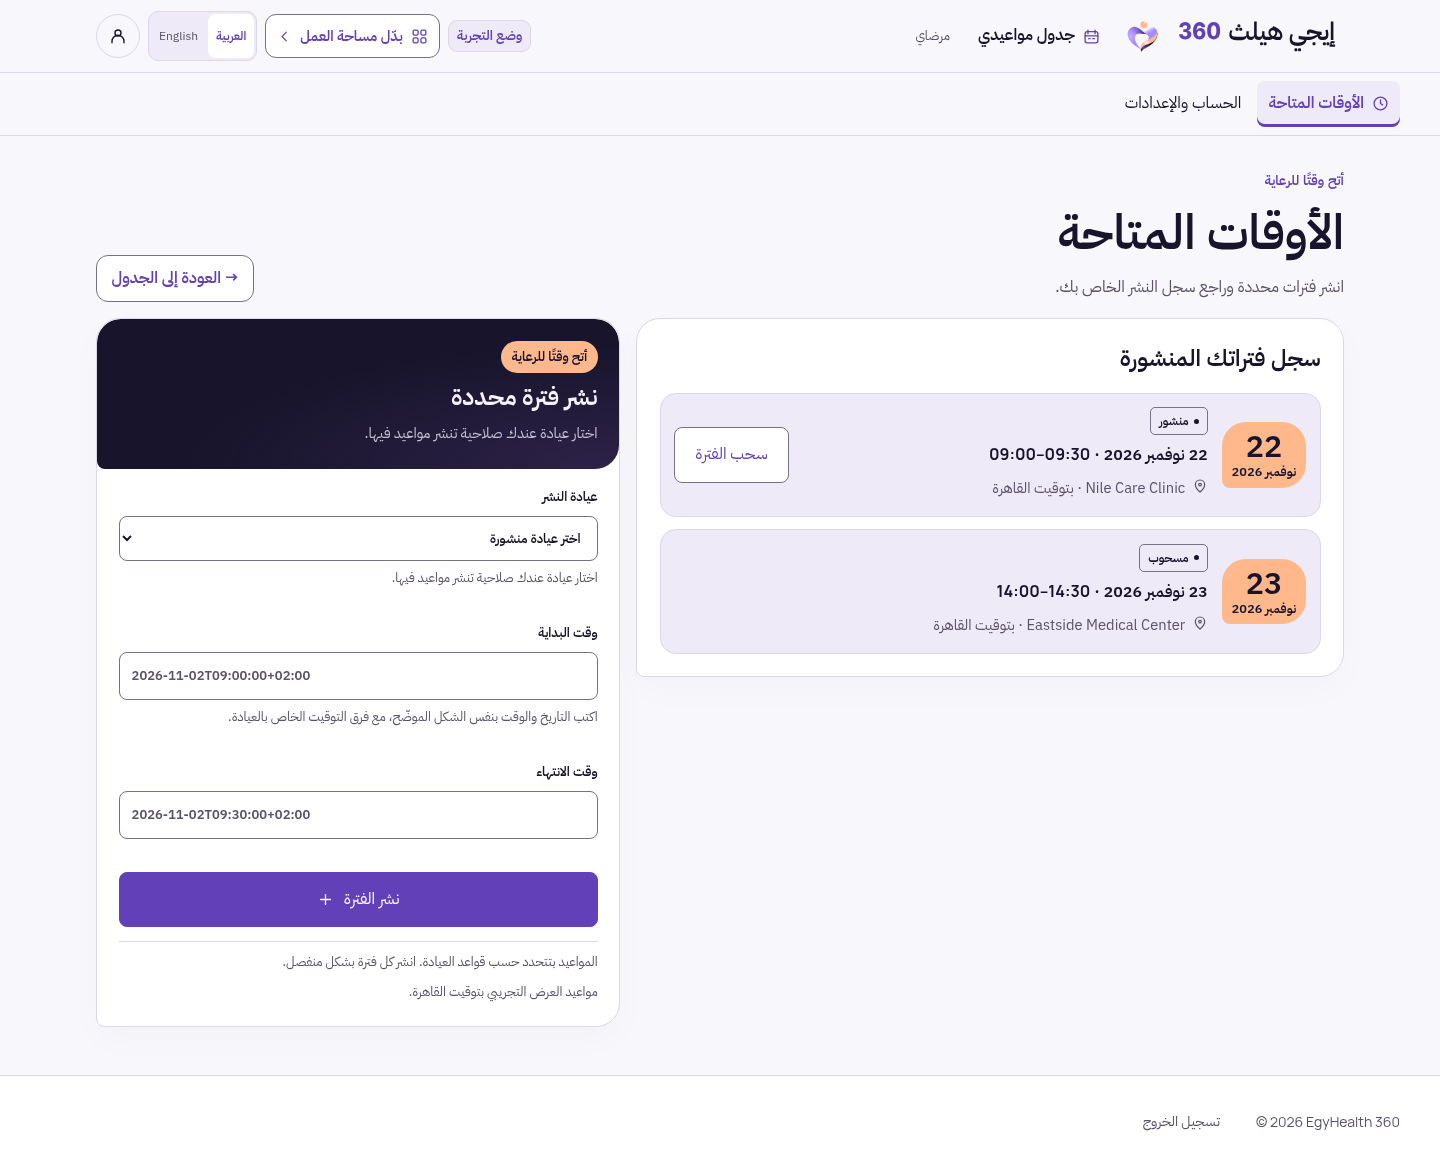 إيجي هيلث 360
جدول مواعيدي
مرضاي
وضع التجربة
بدّل مساحة العمل
العربية
English
الأوقات المتاحة
الحساب والإعدادات
أتح وقتًا للرعاية
الأوقات المتاحة
انشر فترات محددة وراجع سجل النشر الخاص بك.
→ العودة إلى الجدول
سجل فتراتك المنشورة
22
نوفمبر 2026
• منشور
22 نوفمبر 2026 · 09:00–09:30
Nile Care Clinic · بتوقيت القاهرة
سحب الفترة
23
نوفمبر 2026
• مسحوب
23 نوفمبر 2026 · 14:00–14:30
Eastside Medical Center · بتوقيت القاهرة
أتح وقتًا للرعاية
نشر فترة محددة
اختار عيادة عندك صلاحية تنشر مواعيد فيها.
عيادة النشر
اختر عيادة منشورة
اختار عيادة عندك صلاحية تنشر مواعيد فيها.
وقت البداية
2026-11-02T09:00:00+02:00
اكتب التاريخ والوقت بنفس الشكل الموضّح، مع فرق التوقيت الخاص بالعيادة.
وقت الانتهاء
2026-11-02T09:30:00+02:00
نشر الفترة +
المواعيد بتتحدد حسب قواعد العيادة. انشر كل فترة بشكل منفصل.
مواعيد العرض التجريبي بتوقيت القاهرة.
© 2026 EgyHealth 360
تسجيل الخروج